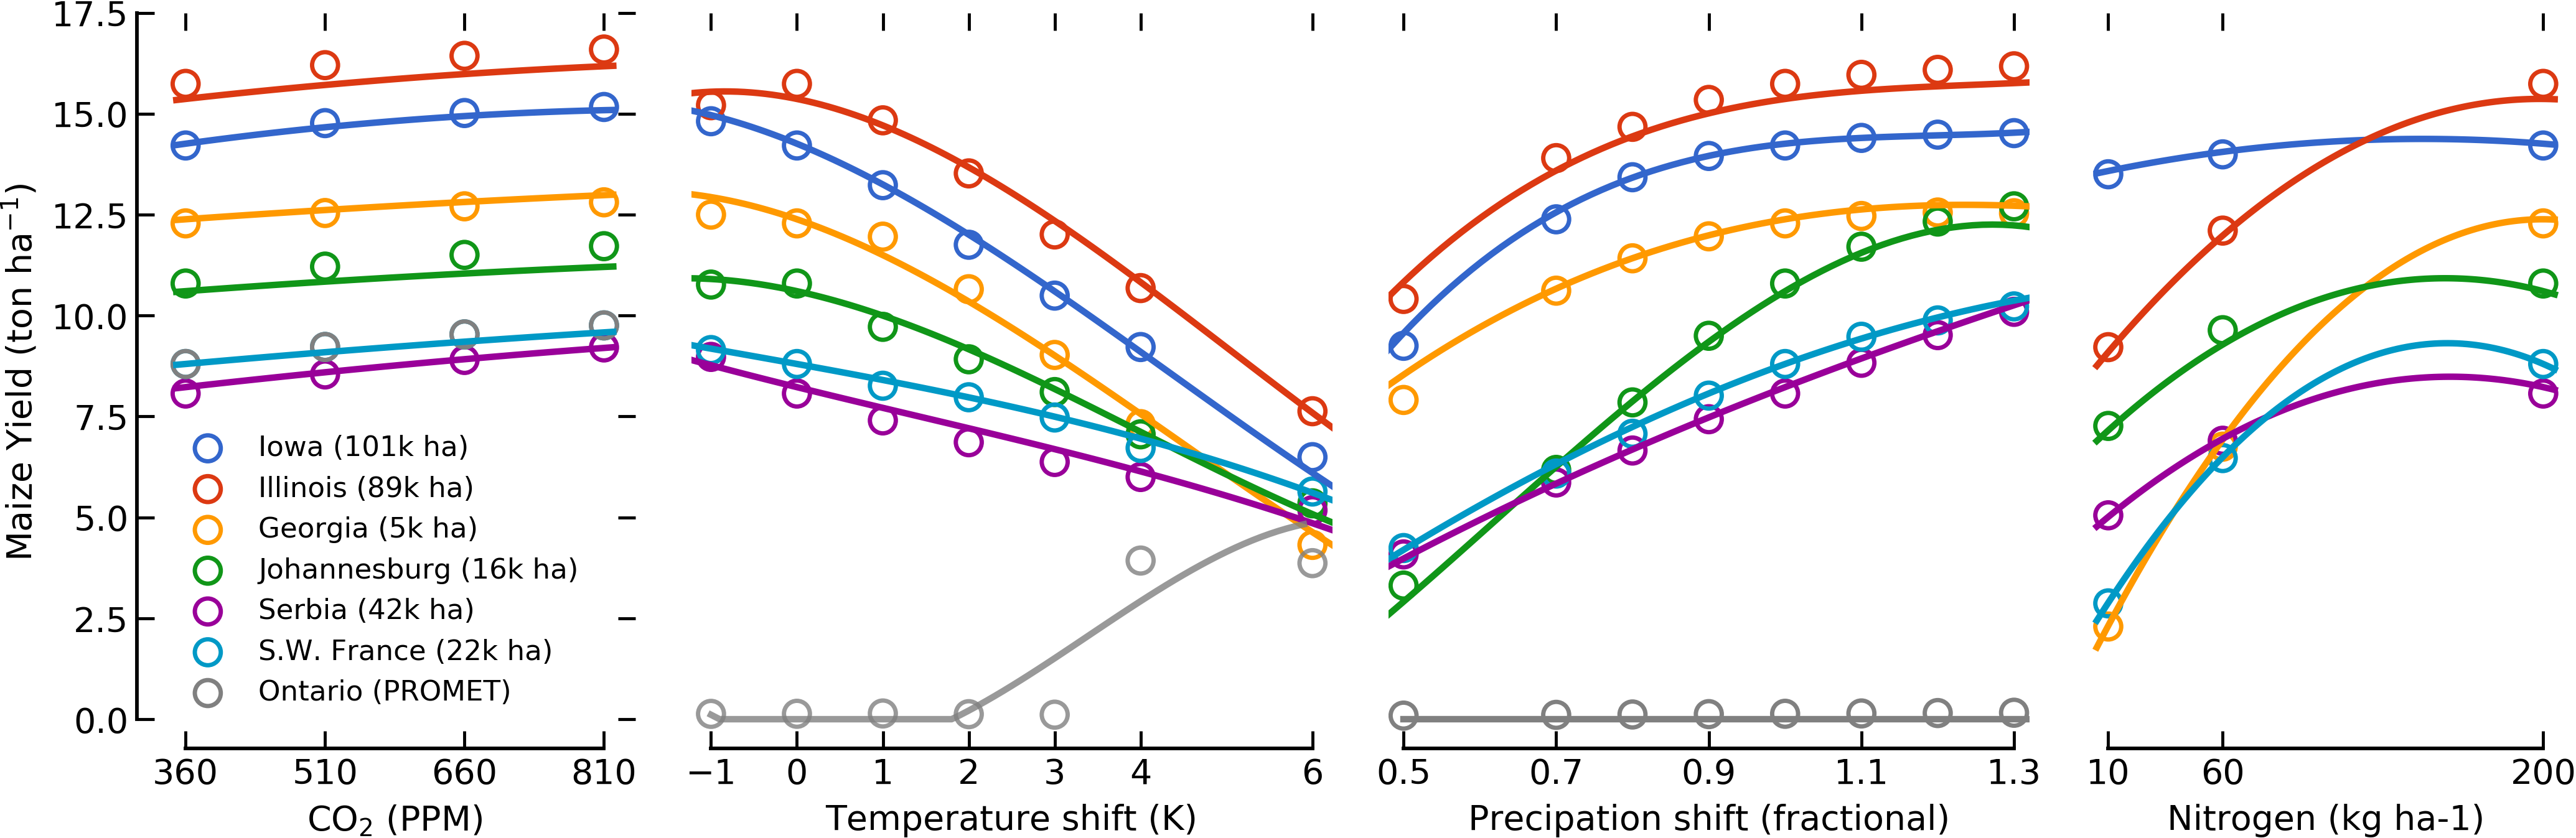 Maize Yield (ton ha⁻¹)
17.5
15.0
12.5
10.0
7.5
5.0
2.5
0.0
Iowa (101k ha)
Illinois (89k ha)
Georgia (5k ha)
Johannesburg (16k ha)
Serbia (42k ha)
S.W. France (22k ha)
Ontario (PROMET)
360 510 660 810
CO₂ (PPM)
−1 0 1 2 3 4 6
Temperature shift (K)
0.5 0.7 0.9 1.1 1.3
Precipation shift (fractional)
10 60 200
Nitrogen (kg ha-1)